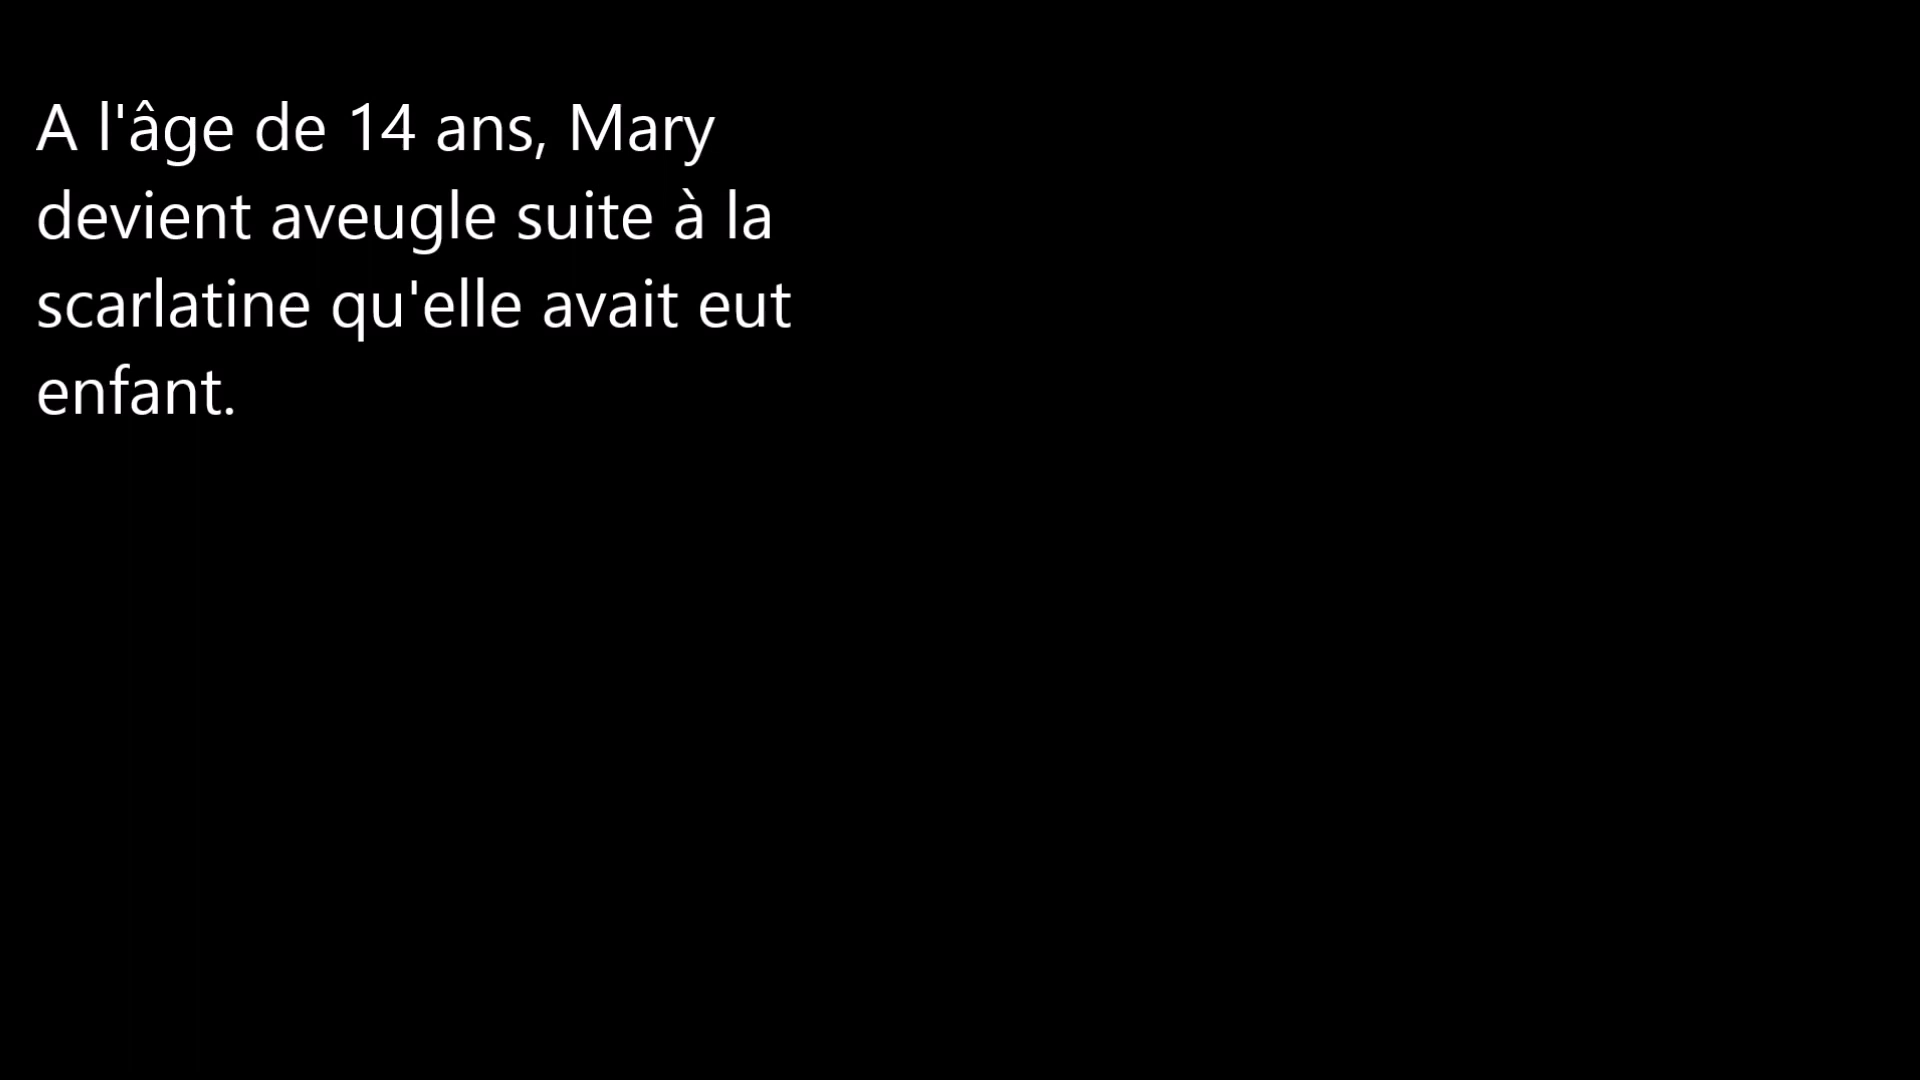 A l'âge de 14 ans, Mary
devient aveugle suite à la
scarlatine qu'elle avait eut
enfant.